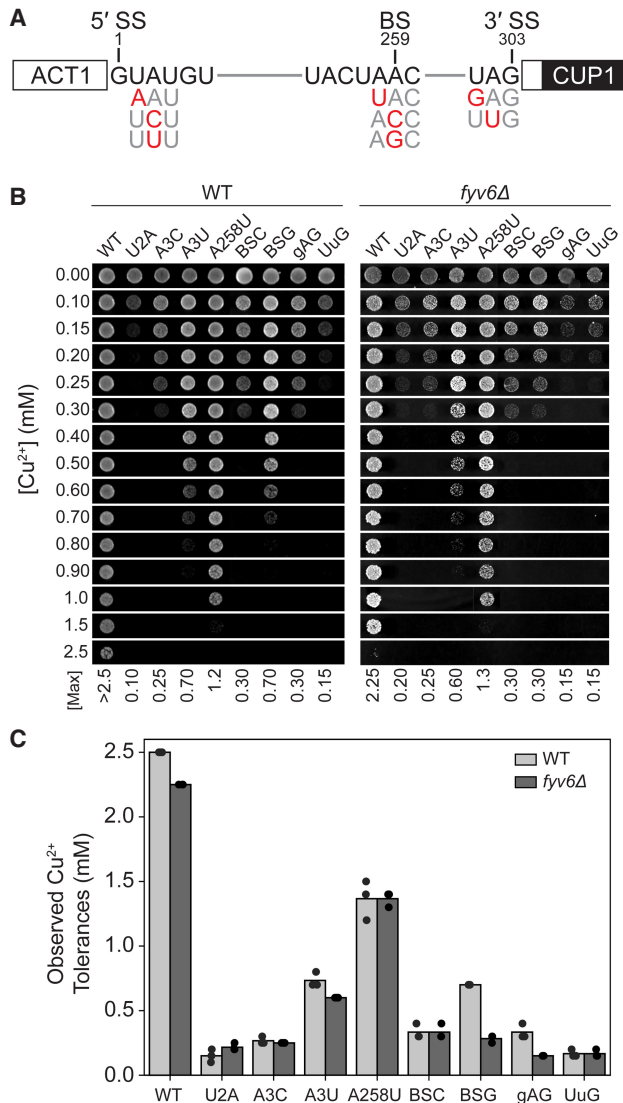 A
5′ SS BS 3′ SS
1 259 303
ACT1 GUAUGU UACUAAC UAG CUP1
AAU UAC GAG
UCU ACC UUG
UUU AGC
B
WT fyv6Δ
WT U2A A3C A3U A258U BSC BSG gAG UuG WT U2A A3C A3U A258U BSC BSG gAG UuG
[Cu²⁺] (mM)
0.00
0.10
0.15
0.20
0.25
0.30
0.40
0.50
0.60
0.70
0.80
0.90
1.0
1.5
2.5
[Max] >2.5 0.10 0.25 0.70 1.2 0.30 0.70 0.30 0.15 2.25 0.20 0.25 0.60 1.3 0.30 0.30 0.15 0.15
C
Observed Cu²⁺
Tolerances (mM)
2.5
2.0
1.5
1.0
0.5
0.0
WT
fyv6Δ
WT U2A A3C A3U A258U BSC BSG gAG UuG